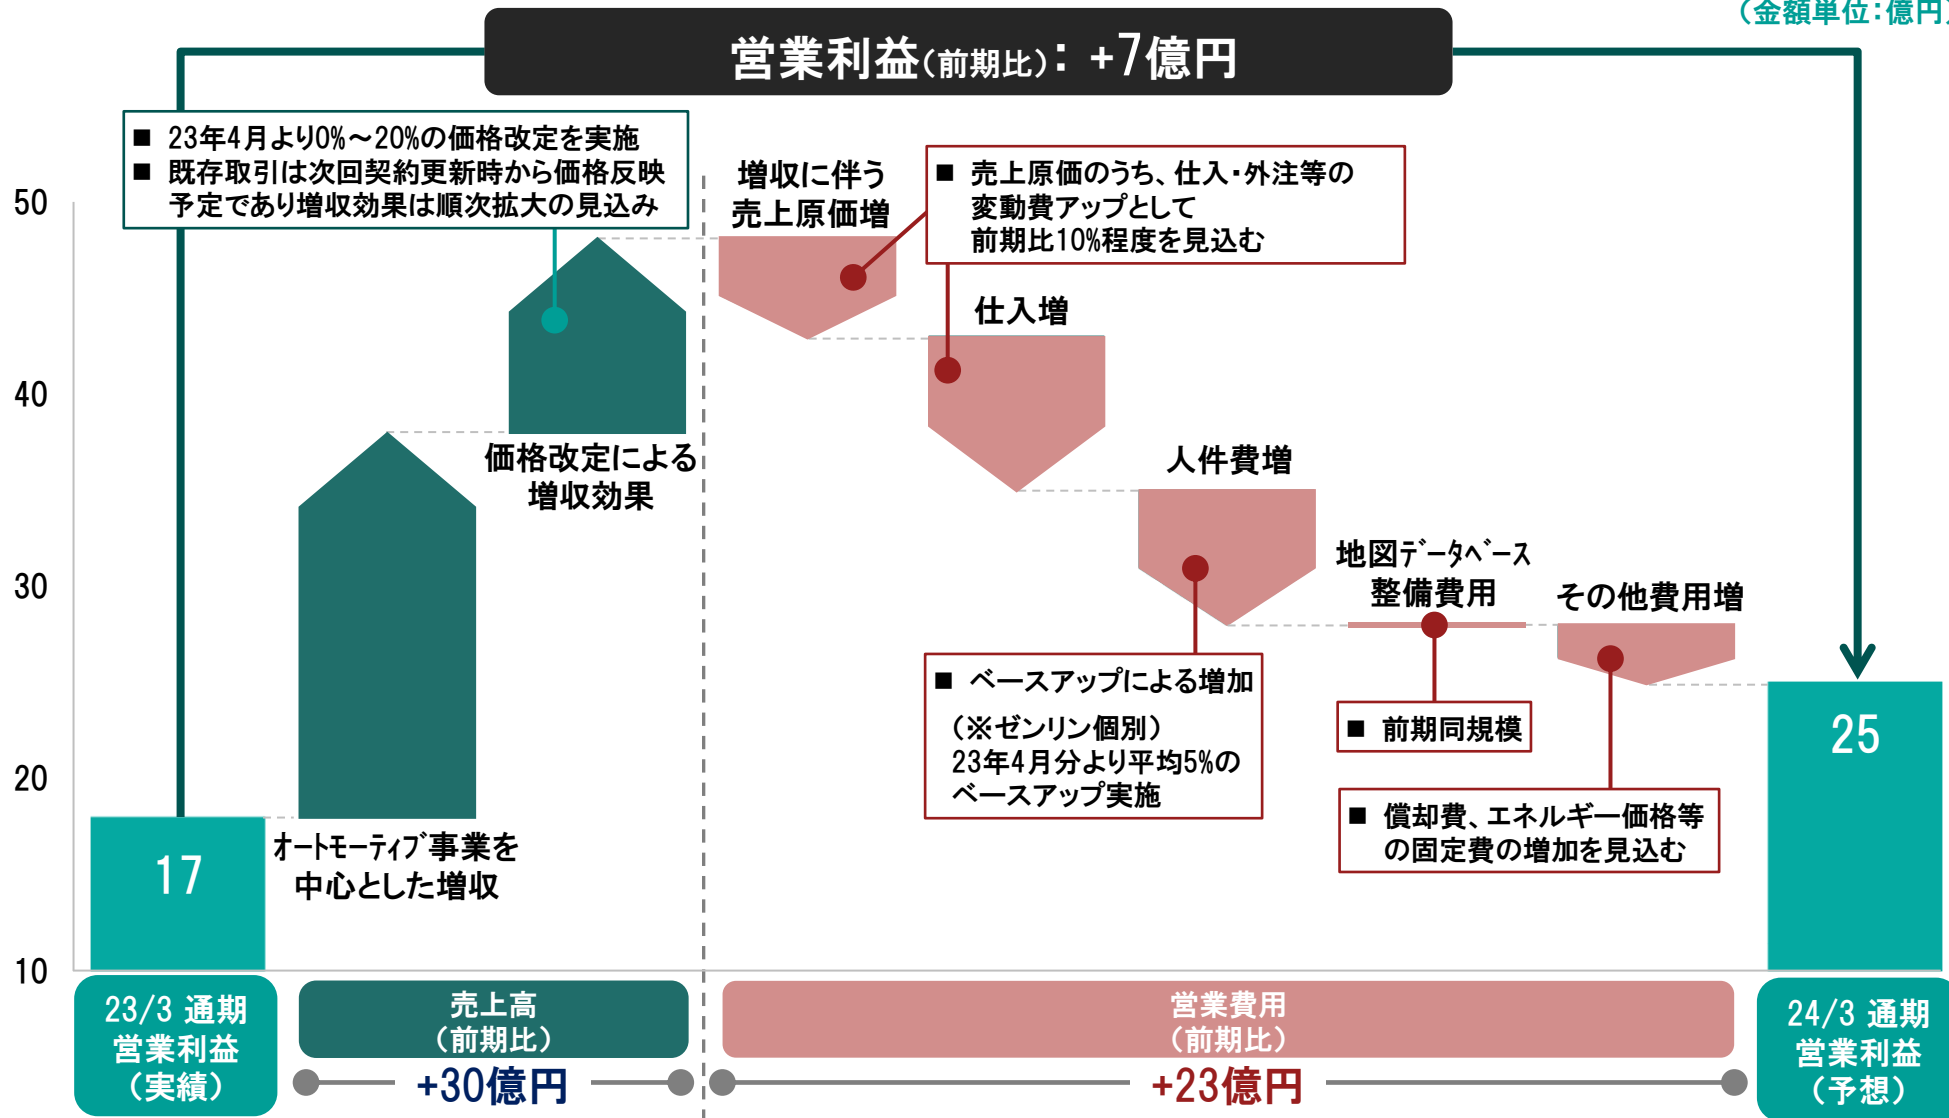 （金額単位：億円）
営業利益（前期比）：+7億円
■ 23年4月より0%～20%の価格改定を実施
■ 既存取引は次回契約更新時から価格反映
予定であり増収効果は順次拡大の見込み
増収に伴う
売上原価増
■ 売上原価のうち、仕入・外注等の
変動費アップとして
前期比10%程度を見込む
仕入増
50
40
30
20
10
価格改定による
増収効果
人件費増
地図ﾃﾞｰﾀﾍﾞｰｽ
整備費用
その他費用増
■ ベースアップによる増加
（※ゼンリン個別）
23年4月分より平均5%の
ベースアップ実施
■ 前期同規模
■ 償却費、エネルギー価格等
の固定費の増加を見込む
17
ｵｰﾄﾓｰﾃｨﾌﾞ事業を
中心とした増収
25
23/3 通期
営業利益
（実績）
売上高
（前期比）
+30億円
営業費用
（前期比）
+23億円
24/3 通期
営業利益
（予想）